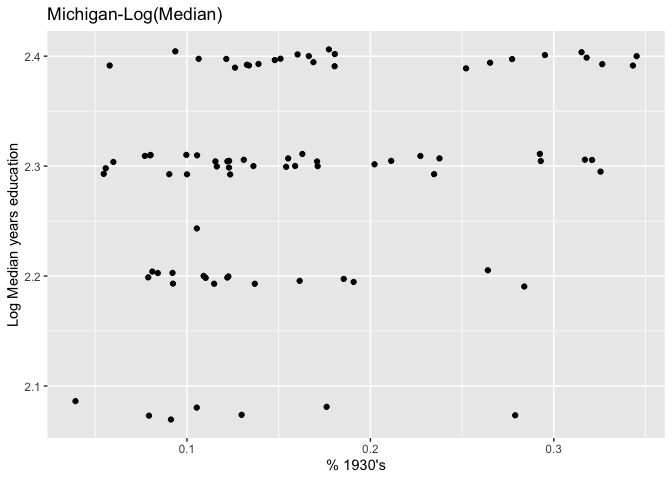 Michigan-Log(Median)
Log Median years education
2.4
2.3
2.2
2.1
0.1 0.2 0.3
% 1930's